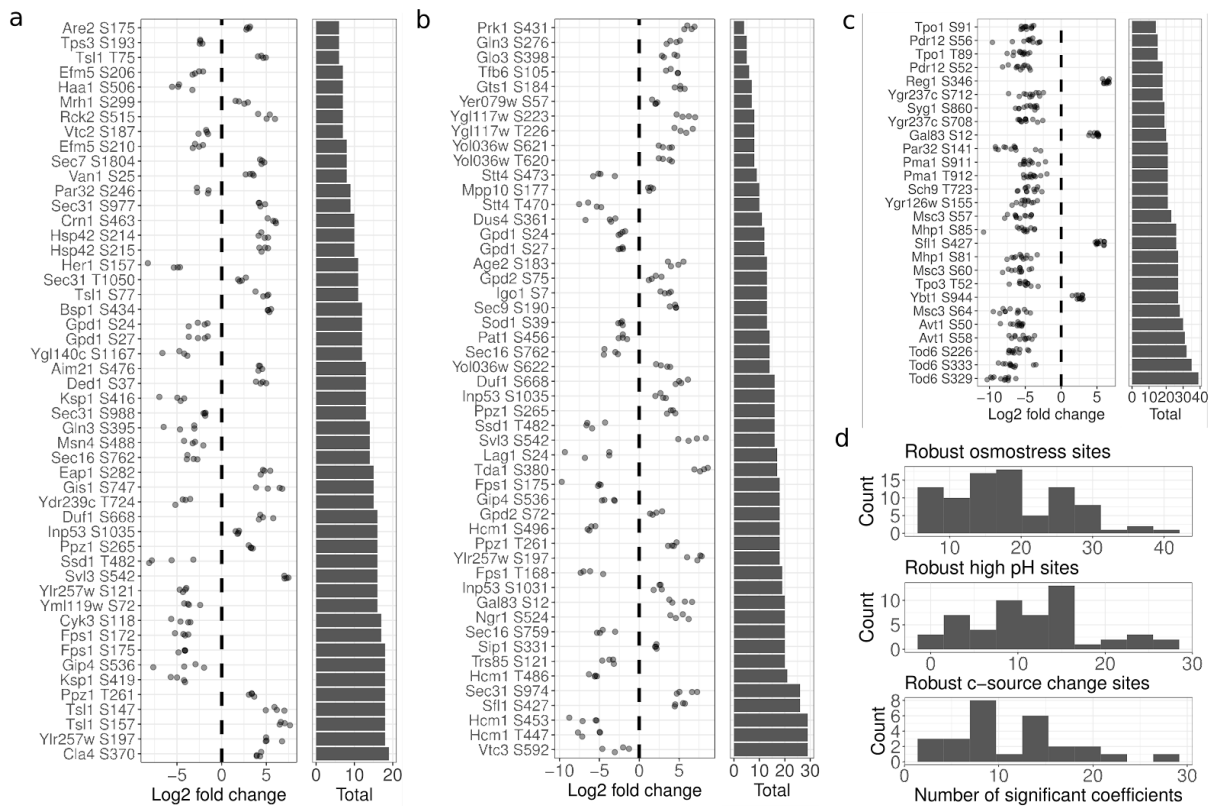 a
Are2 S175
Tps3 S193
Tsl1 T75
Efm5 S206
Haa1 S506
Mrh1 S299
Rck2 S515
Vtc2 S187
Efm5 S210
Sec7 S1804
Van1 S25
Par32 S246
Sec31 S977
Crn1 S463
Hsp42 S214
Hsp42 S215
Her1 S157
Sec31 T1050
Tsl1 S77
Bsp1 S434
Gpd1 S24
Gpd1 S27
Ygl140c S1167
Aim21 S476
Ded1 S37
Ksp1 S416
Sec31 S988
Gln3 S395
Msn4 S488
Sec16 S762
Eap1 S282
Gis1 S747
Ydr239c T724
Duf1 S668
Inp53 S1035
Ppz1 S265
Ssd1 T482
Svl3 S542
Ylr257w S121
Yml119w S72
Cyk3 S118
Fps1 S172
Fps1 S175
Gip4 S536
Ksp1 S419
Ppz1 T261
Tsl1 S147
Tsl1 S157
Ylr257w S197
Cla4 S370
−5 0 5
0 10 20
Log2 fold change
Total
b
Prk1 S431
Gln3 S276
Glo3 S398
Tfb6 S105
Gts1 S184
Yer079w S57
Ygl117w S223
Ygl117w T226
Yol036w S621
Yol036w T620
Stt4 S473
Mpp10 S177
Stt4 T470
Dus4 S361
Gpd1 S24
Gpd1 S27
Age2 S183
Gpd2 S75
Igo1 S7
Sec9 S190
Sod1 S39
Pat1 S456
Sec16 S762
Yol036w S622
Duf1 S668
Inp53 S1035
Ppz1 S265
Ssd1 T482
Svl3 S542
Lag1 S24
Tda1 S380
Fps1 S175
Gip4 S536
Gpd2 S72
Hcm1 S496
Ppz1 T261
Ylr257w S197
Fps1 T168
Inp53 S1031
Gal83 S12
Ngr1 S524
Sec16 S759
Sip1 S331
Trs85 S121
Hcm1 T486
Sec31 S974
Sfl1 S427
Hcm1 S453
Hcm1 T447
Vtc3 S592
−10 −5 0 5
0 10 20 30
Log2 fold change
Total
c
Tpo1 S91
Pdr12 S56
Tpo1 T89
Pdr12 S52
Reg1 S346
Ygr237c S712
Syg1 S860
Ygr237c S708
Gal83 S12
Par32 S141
Pma1 S911
Pma1 T912
Sch9 T723
Ygr126w S155
Msc3 S57
Mhp1 S85
Sfl1 S427
Mhp1 S81
Msc3 S60
Tpo3 T52
Ybt1 S944
Msc3 S64
Avt1 S50
Avt1 S58
Tod6 S226
Tod6 S333
Tod6 S329
−10 −5 0 5
0 10 20 30 40
Log2 fold change
Total
d
Robust osmostress sites
Count
15
10
5
0
10 20 30 40
Robust high pH sites
Count
10
5
0
0 10 20 30
Robust c−source change sites
Count
8
6
4
2
0
0 10 20 30
Number of significant coefficients